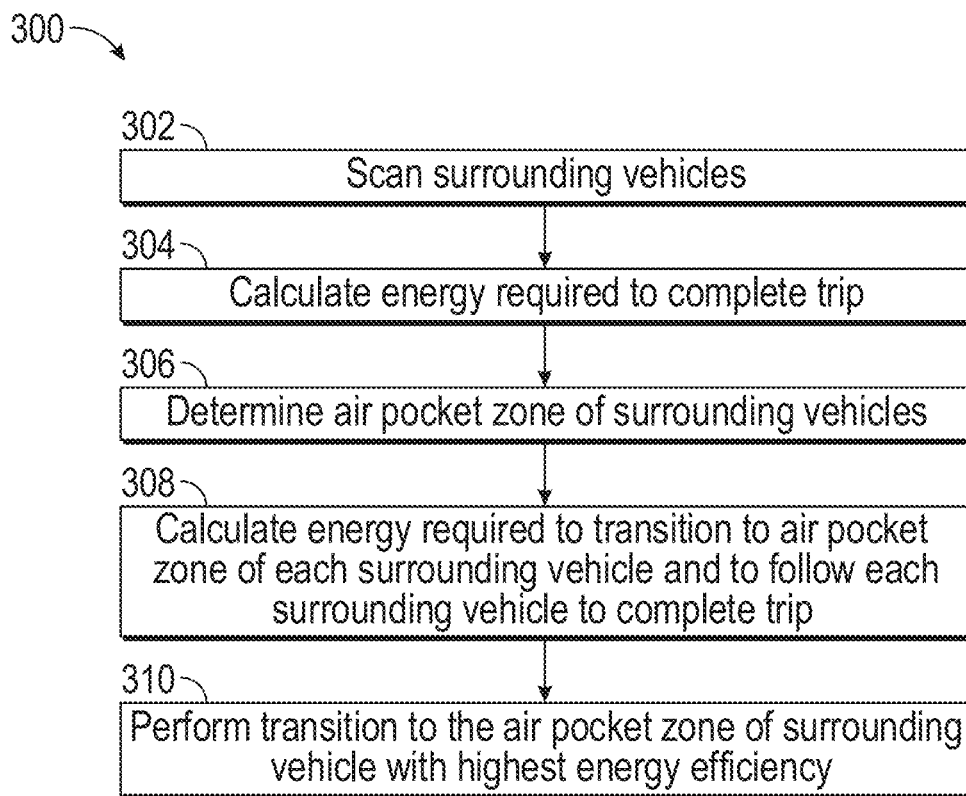 300
302
Scan surrounding vehicles
304
Calculate energy required to complete trip
306
Determine air pocket zone of surrounding vehicles
308
Calculate energy required to transition to air pocket
zone of each surrounding vehicle and to follow each
surrounding vehicle to complete trip
310
Perform transition to the air pocket zone of surrounding
vehicle with highest energy efficiency